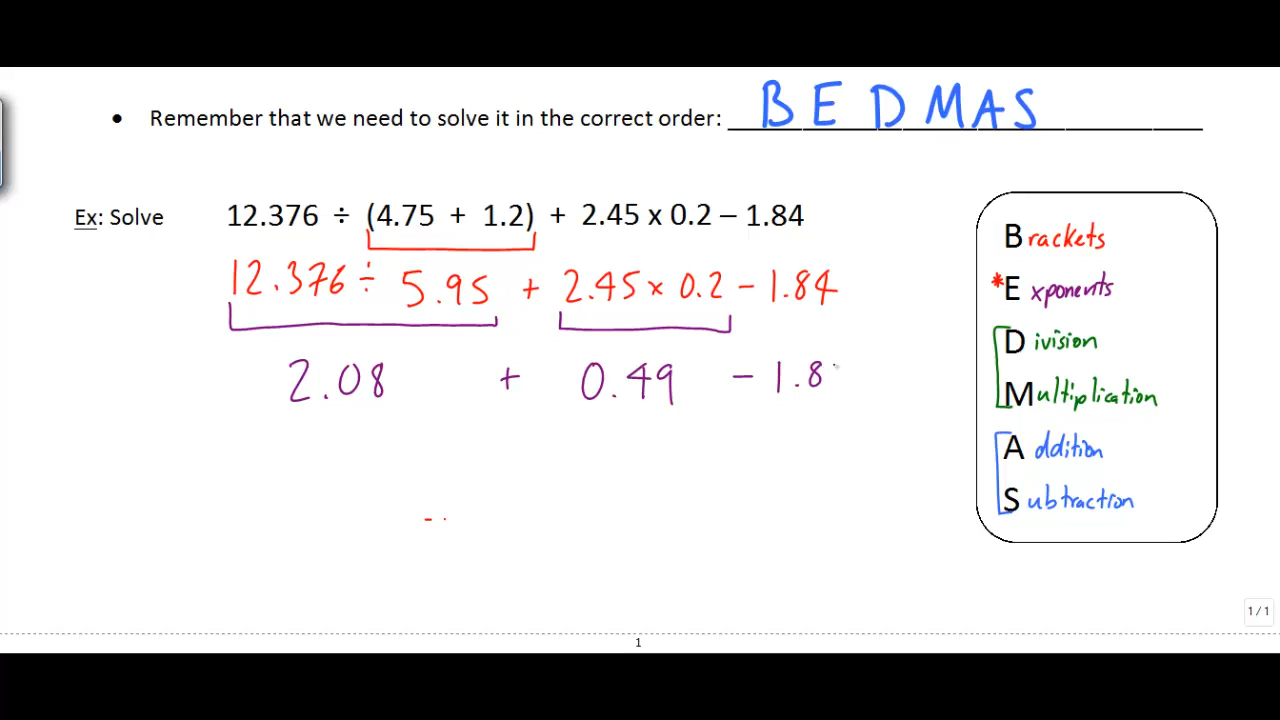 • Remember that we need to solve it in the correct order: B E D M A S
Ex: Solve 12.376 ÷ (4.75 + 1.2) + 2.45 x 0.2 – 1.84
12.376 ÷ 5.95 + 2.45 x 0.2 - 1.84
2.08 + 0.49 - 1.8
Brackets
*Exponents
Division
Multiplication
Addition
Subtraction
1/1
1